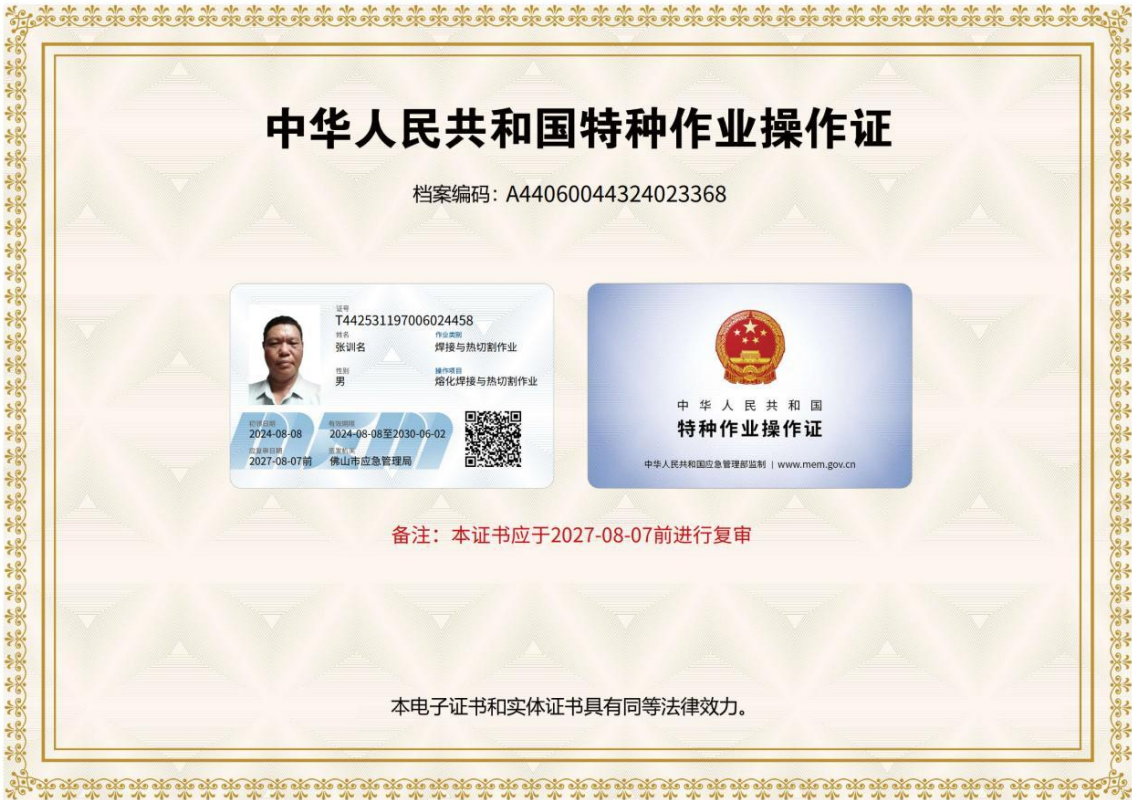 中华人民共和国特种作业操作证
档案编码：A44060044324023368
证号
T442531197006024458
姓名 作业类别
张训名 焊接与热切割作业
性别 操作项目
男 熔化焊接与热切割作业
初领日期 有效期限
2024-08-08 2024-08-08至2030-06-02
应复审日期 签发机关
2027-08-07前 佛山市应急管理局
中华人民共和国
特种作业操作证
中华人民共和国应急管理部监制 | www.mem.gov.cn
备注：本证书应于2027-08-07前进行复审
本电子证书和实体证书具有同等法律效力。